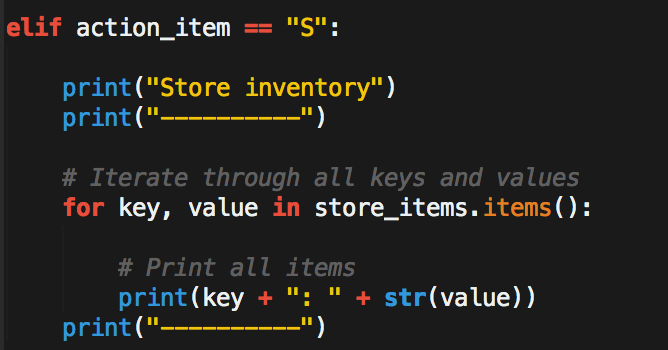 elif action_item == "S":
print("Store inventory")
print("----------")
# Iterate through all keys and values
for key, value in store_items.items():
# Print all items
print(key + ": " + str(value))
print("----------")